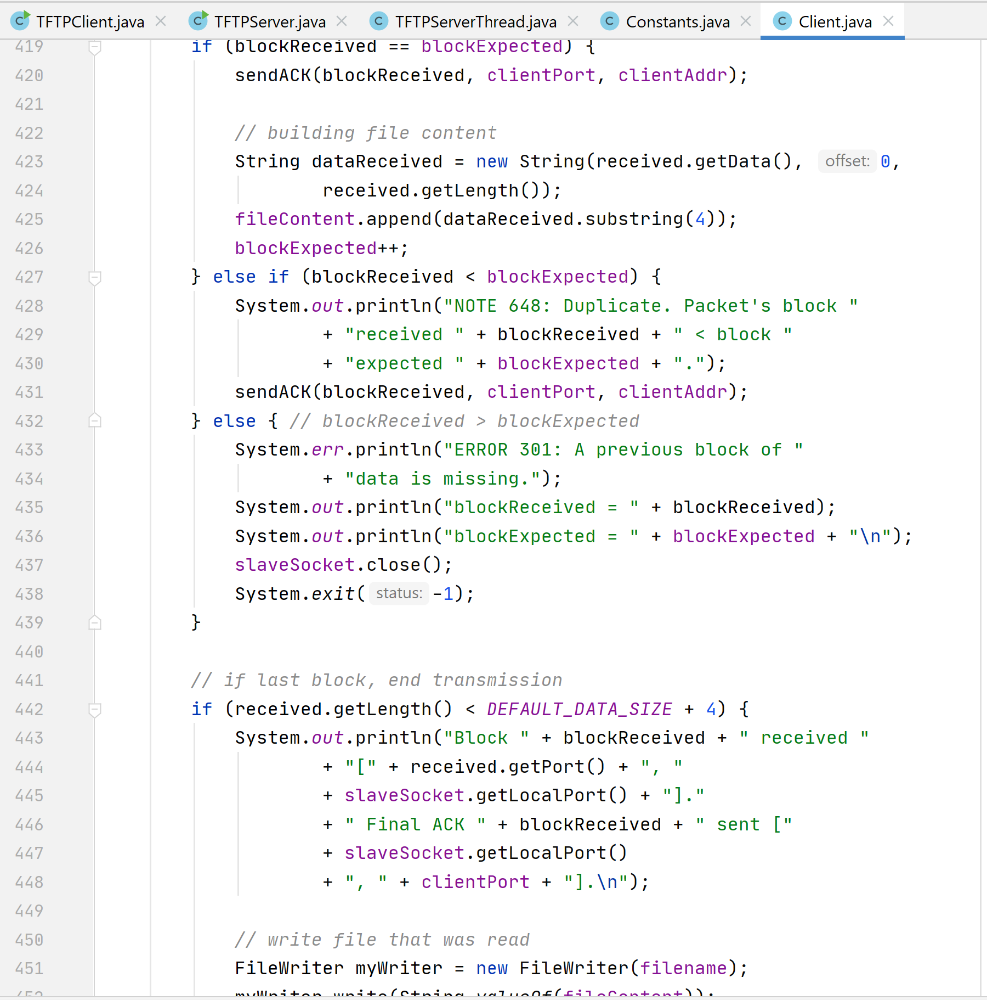 TFTPClient.java TFTPServer.java TFTPServerThread.java Constants.java Client.java
419 if (blockReceived == blockExpected) {
420 sendACK(blockReceived, clientPort, clientAddr);
421
422 // building file content
423 String dataReceived = new String(received.getData(), offset: 0,
424 received.getLength());
425 fileContent.append(dataReceived.substring(4));
426 blockExpected++;
427 } else if (blockReceived < blockExpected) {
428 System.out.println("NOTE 648: Duplicate. Packet's block "
429 + "received " + blockReceived + " < block "
430 + "expected " + blockExpected + ".");
431 sendACK(blockReceived, clientPort, clientAddr);
432 } else { // blockReceived > blockExpected
433 System.err.println("ERROR 301: A previous block of "
434 + "data is missing.");
435 System.out.println("blockReceived = " + blockReceived);
436 System.out.println("blockExpected = " + blockExpected + "\n");
437 slaveSocket.close();
438 System.exit( status: -1);
439 }
440
441 // if last block, end transmission
442 if (received.getLength() < DEFAULT_DATA_SIZE + 4) {
443 System.out.println("Block " + blockReceived + " received "
444 + "[" + received.getPort() + ", "
445 + slaveSocket.getLocalPort() + "]."
446 + " Final ACK " + blockReceived + " sent ["
447 + slaveSocket.getLocalPort()
448 + ", " + clientPort + "].\n");
449
450 // write file that was read
451 FileWriter myWriter = new FileWriter(filename);
452 myWriter.write(String.valueOf(fileContent));